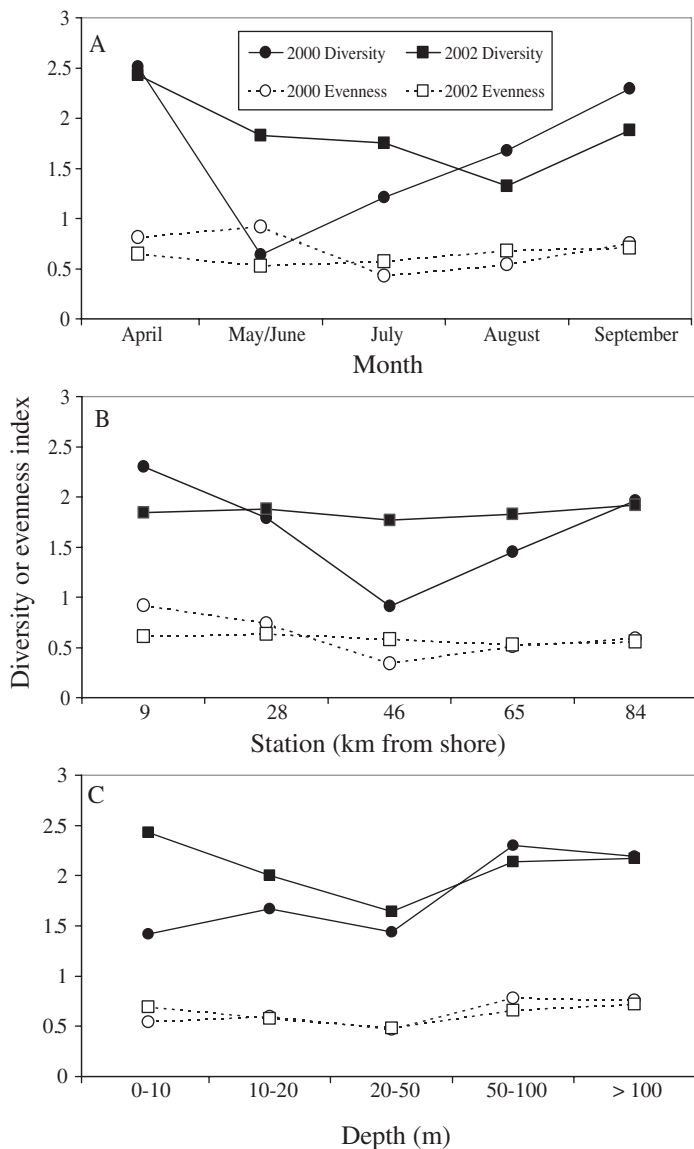 3
A
2000 Diversity 2002 Diversity
2000 Evenness 2002 Evenness
2.5
2
1.5
1
0.5
0
April May/June July August September
Month
Diversity or evenness index
3
B
2.5
2
1.5
1
0.5
0
9 28 46 65 84
Station (km from shore)
3
C
2.5
2
1.5
1
0.5
0
0-10 10-20 20-50 50-100 > 100
Depth (m)